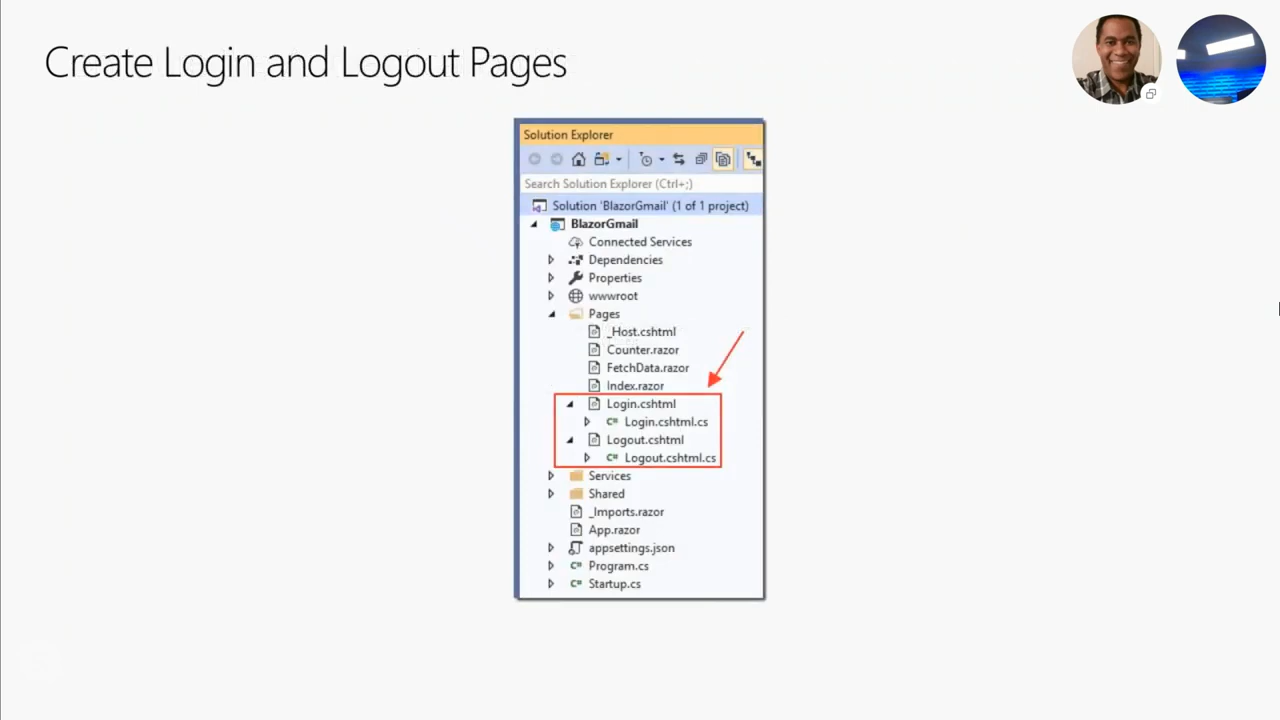 Create Login and Logout Pages
Solution Explorer
Search Solution Explorer (Ctrl+;)
Solution 'BlazorGmail' (1 of 1 project)
BlazorGmail
Connected Services
Dependencies
Properties
wwwroot
Pages
_Host.cshtml
Counter.razor
FetchData.razor
Index.razor
Login.cshtml
C# Login.cshtml.cs
Logout.cshtml
C# Logout.cshtml.cs
Services
Shared
_Imports.razor
App.razor
appsettings.json
C# Program.cs
C# Startup.cs